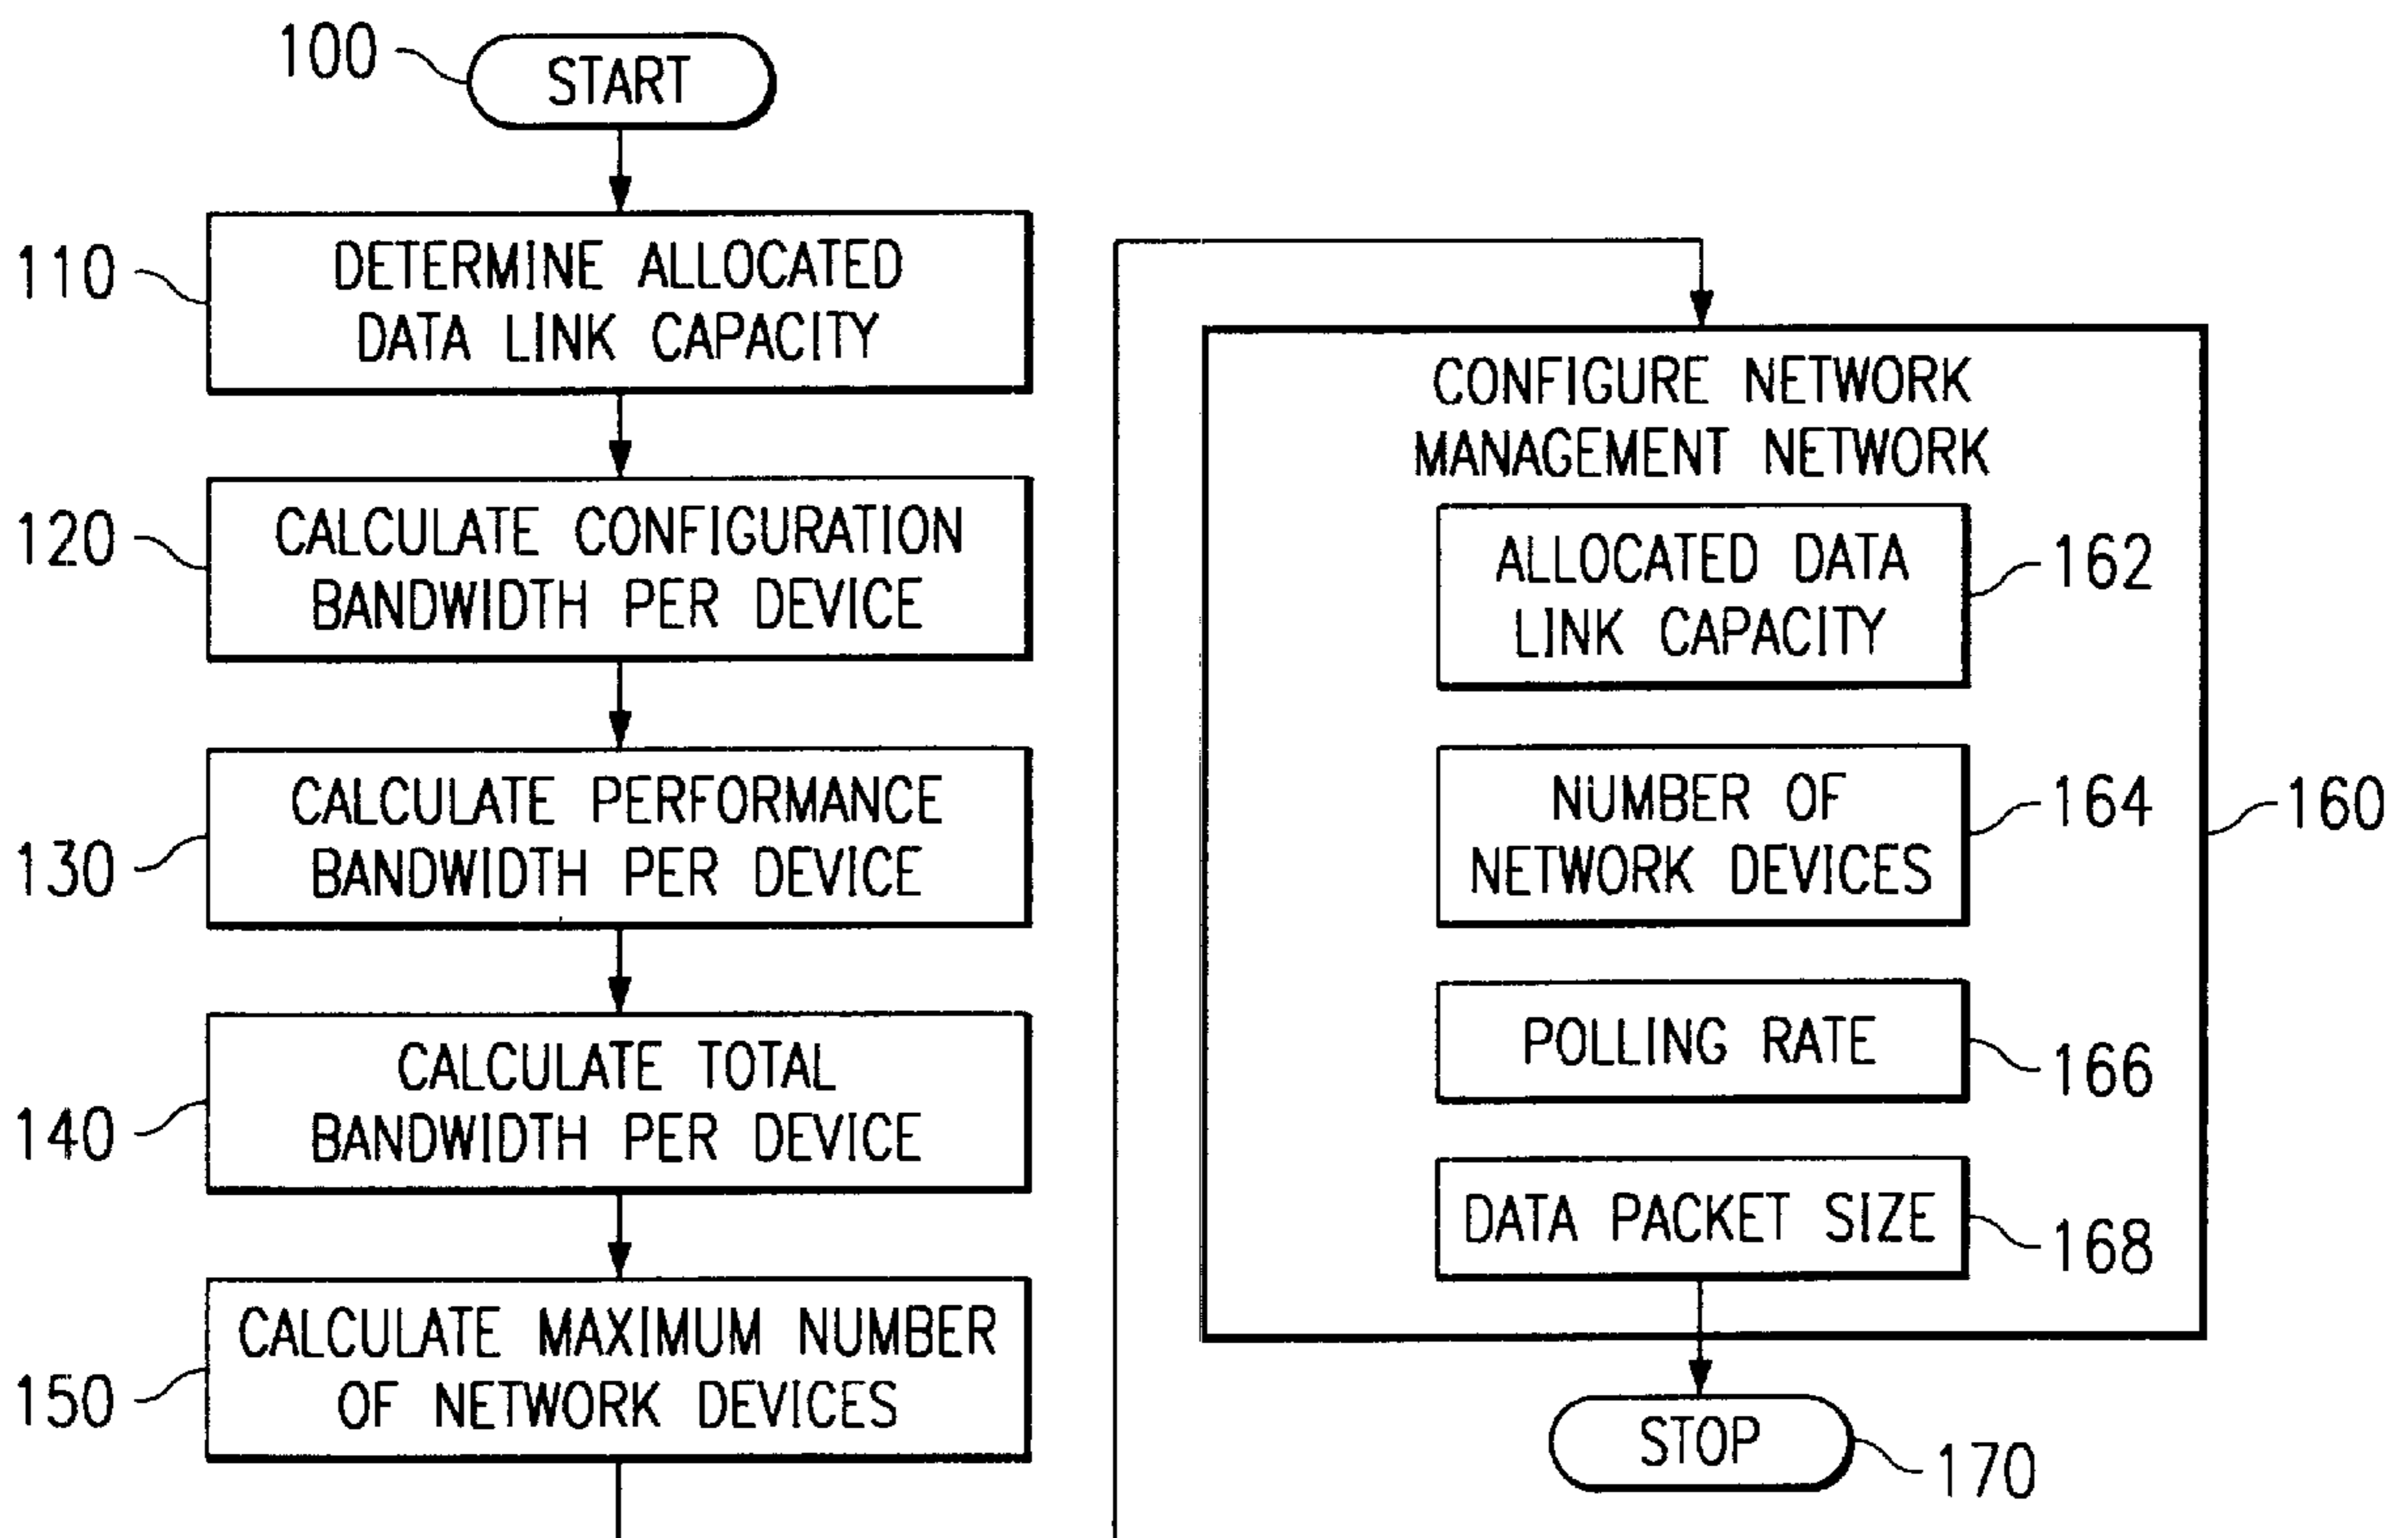 100
START
110
DETERMINE ALLOCATED
DATA LINK CAPACITY
120
CALCULATE CONFIGURATION
BANDWIDTH PER DEVICE
130
CALCULATE PERFORMANCE
BANDWIDTH PER DEVICE
140
CALCULATE TOTAL
BANDWIDTH PER DEVICE
150
CALCULATE MAXIMUM NUMBER
OF NETWORK DEVICES
CONFIGURE NETWORK
MANAGEMENT NETWORK
160
ALLOCATED DATA
LINK CAPACITY
162
NUMBER OF
NETWORK DEVICES
164
POLLING RATE
166
DATA PACKET SIZE
168
STOP
170